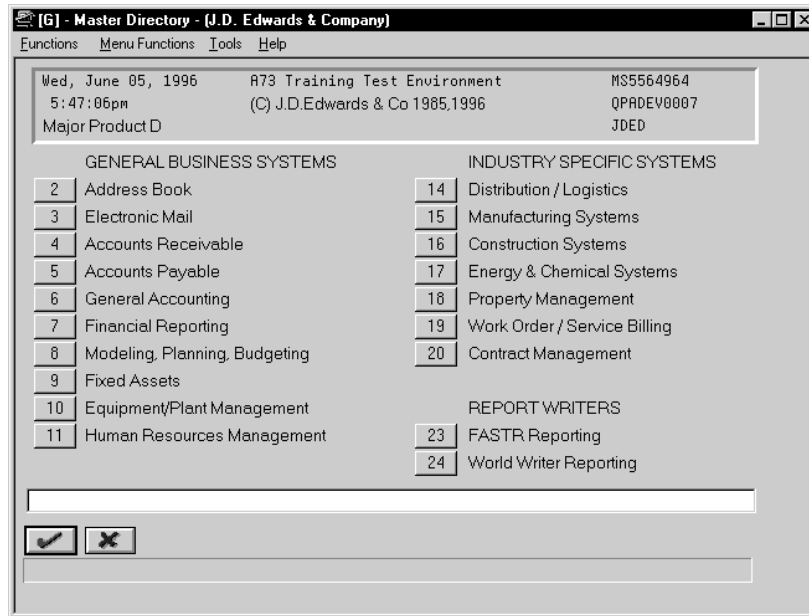 [G] - Master Directory - (J.D. Edwards & Company)
Functions Menu Functions Tools Help
Wed, June 05, 1996 A73 Training Test Environment MS5564964
5:47:06pm (C) J.D.Edwards & Co 1985,1996 QPADEV0007
Major Product D JDED
GENERAL BUSINESS SYSTEMS INDUSTRY SPECIFIC SYSTEMS
2 Address Book 14 Distribution / Logistics
3 Electronic Mail 15 Manufacturing Systems
4 Accounts Receivable 16 Construction Systems
5 Accounts Payable 17 Energy & Chemical Systems
6 General Accounting 18 Property Management
7 Financial Reporting 19 Work Order / Service Billing
8 Modeling, Planning, Budgeting 20 Contract Management
9 Fixed Assets
10 Equipment/Plant Management REPORT WRITERS
11 Human Resources Management 23 FASTR Reporting
24 World Writer Reporting